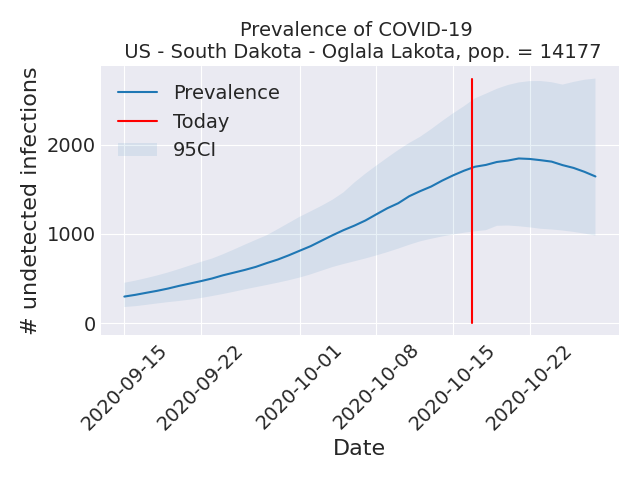 Prevalence of COVID-19
US - South Dakota - Oglala Lakota, pop. = 14177
# undetected infections
2000
1000
0
Prevalence
Today
95CI
2020-09-15
2020-09-22
2020-10-01
2020-10-08
2020-10-15
2020-10-22
Date